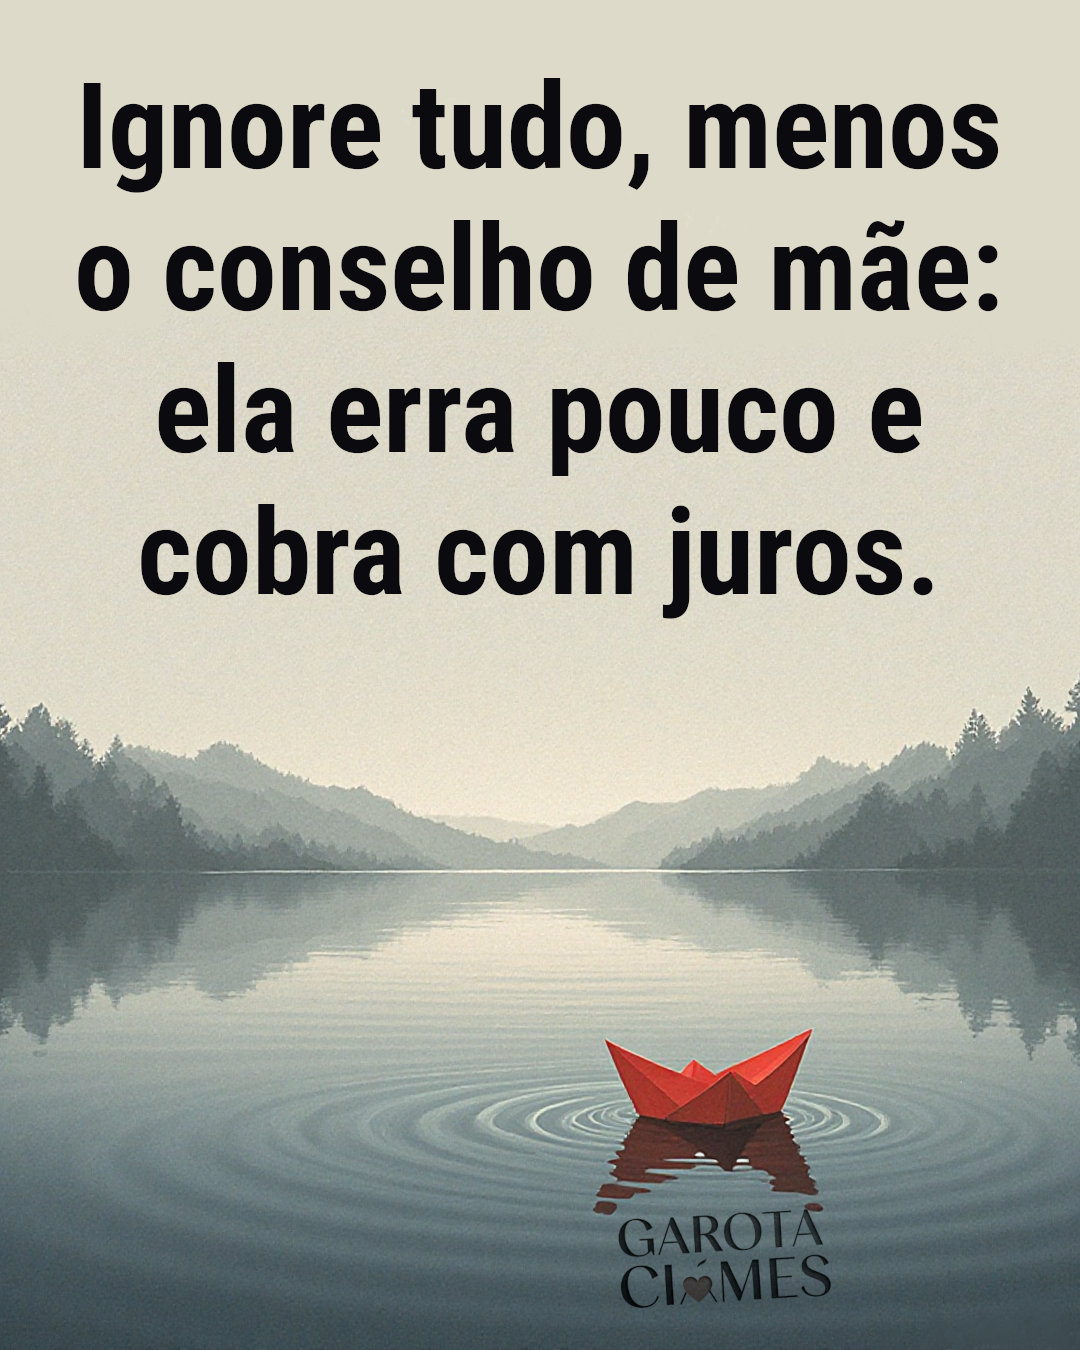 Ignore tudo, menos
o conselho de mãe:
ela erra pouco e
cobra com juros.
GAROTA
CIÚMES